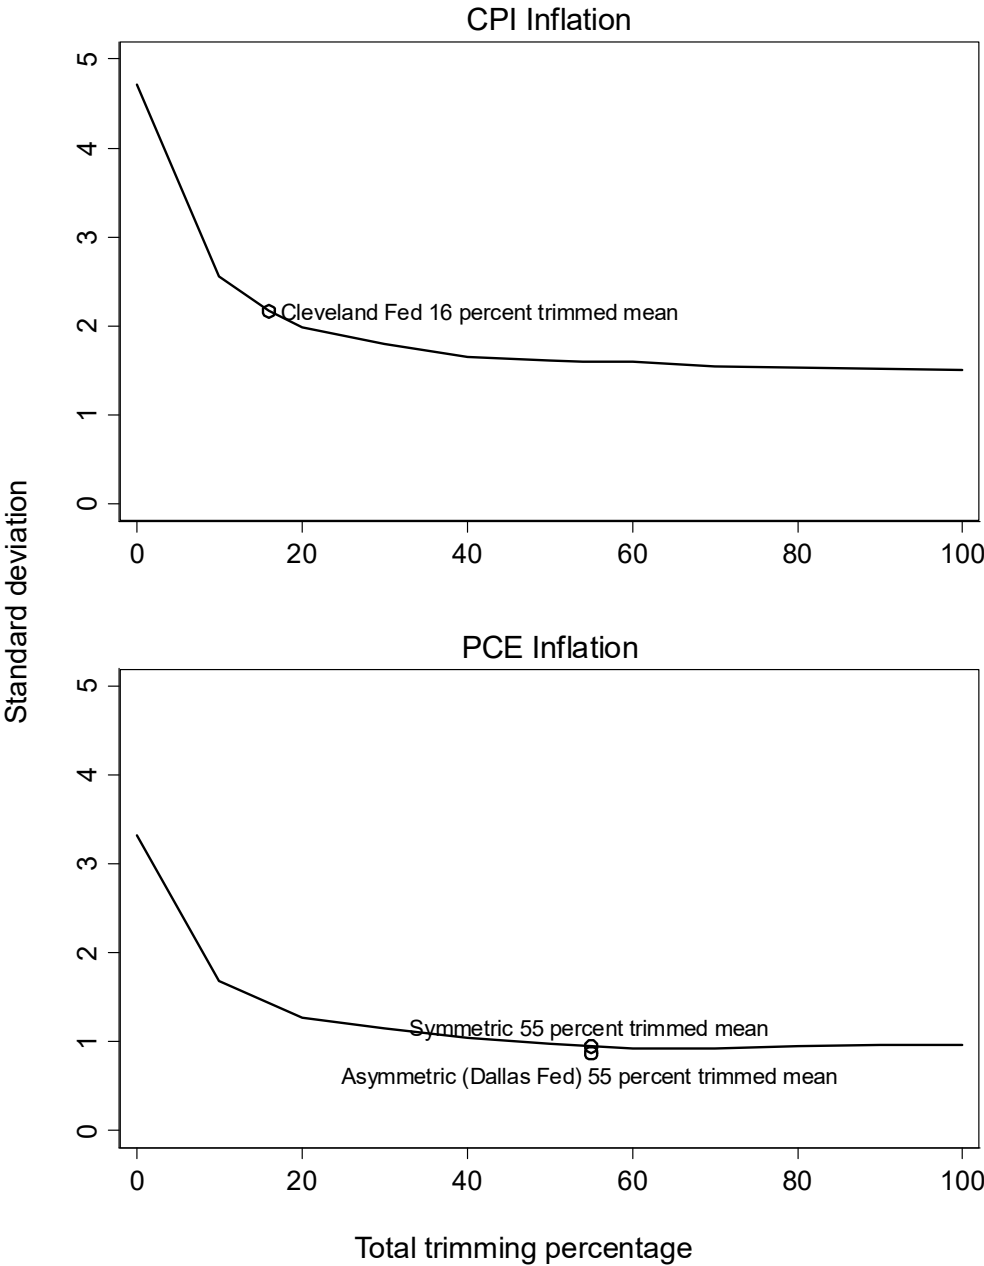 CPI Inflation
5
4
3
2
1
0
Cleveland Fed 16 percent trimmed mean
0 20 40 60 80 100
Standard deviation
PCE Inflation
5
4
3
2
1
0
Symmetric 55 percent trimmed mean
Asymmetric (Dallas Fed) 55 percent trimmed mean
0 20 40 60 80 100
Total trimming percentage